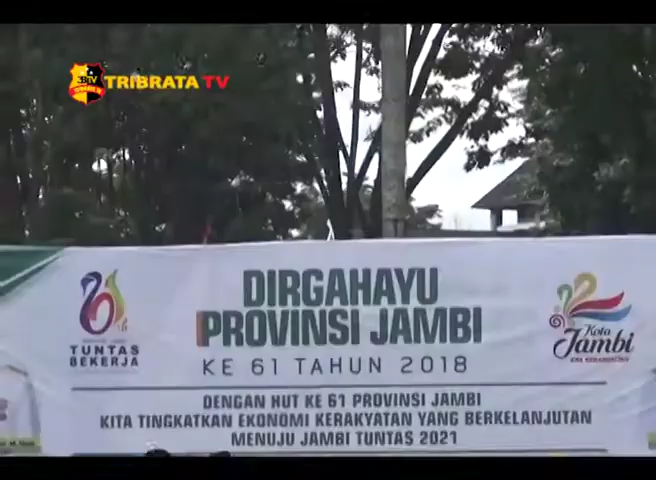 TRIBRATA TV
DIRGAHAYU
PROVINSI JAMBI
KE 61 TAHUN 2018
TUNTAS
BEKERJA
Kota
Jambi
DENGAN HUT KE 61 PROVINSI JAMBI
KITA TINGKATKAN EKONOMI KERAKYATAN YANG BERKELANJUTAN
MENUJU JAMBI TUNTAS 2021